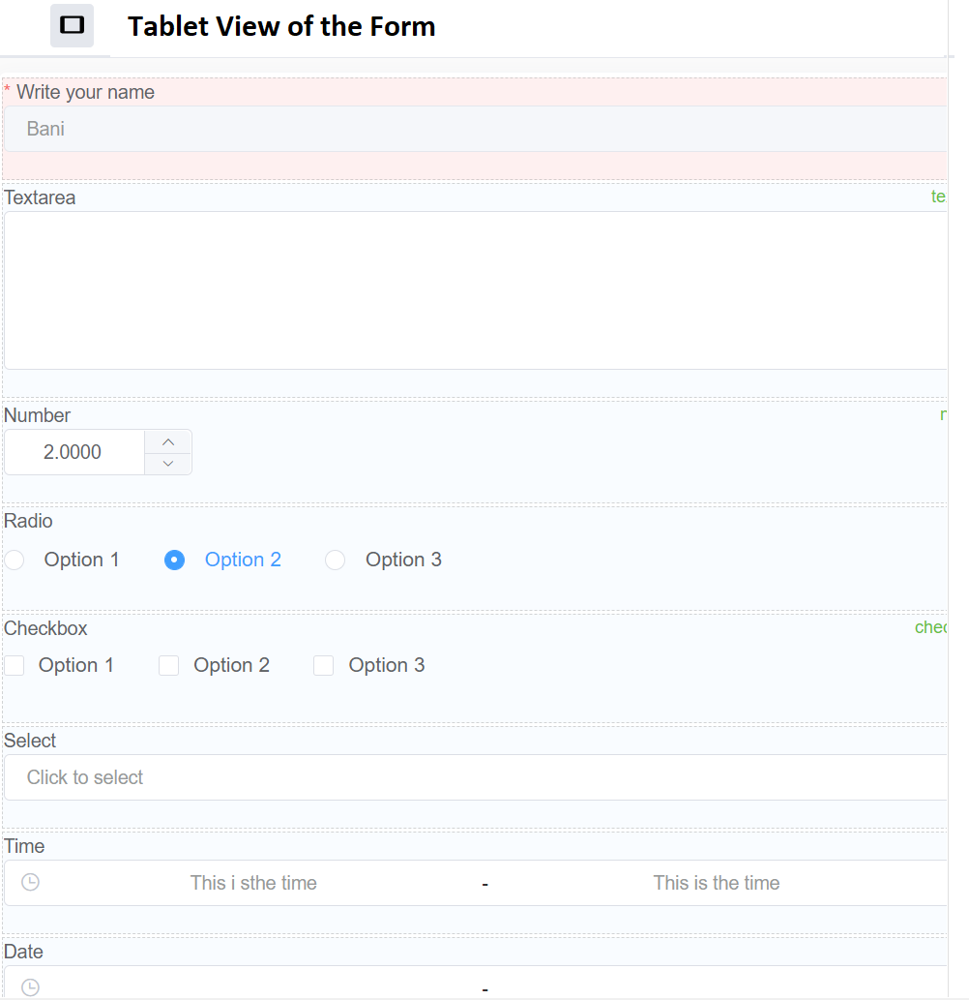 Tablet View of the Form
* Write your name
Bani
Textarea
te
Number
2.0000
Radio
Option 1 Option 2 Option 3
Checkbox
chec
Option 1 Option 2 Option 3
Select
Click to select
Time
This i sthe time - This is the time
Date
-